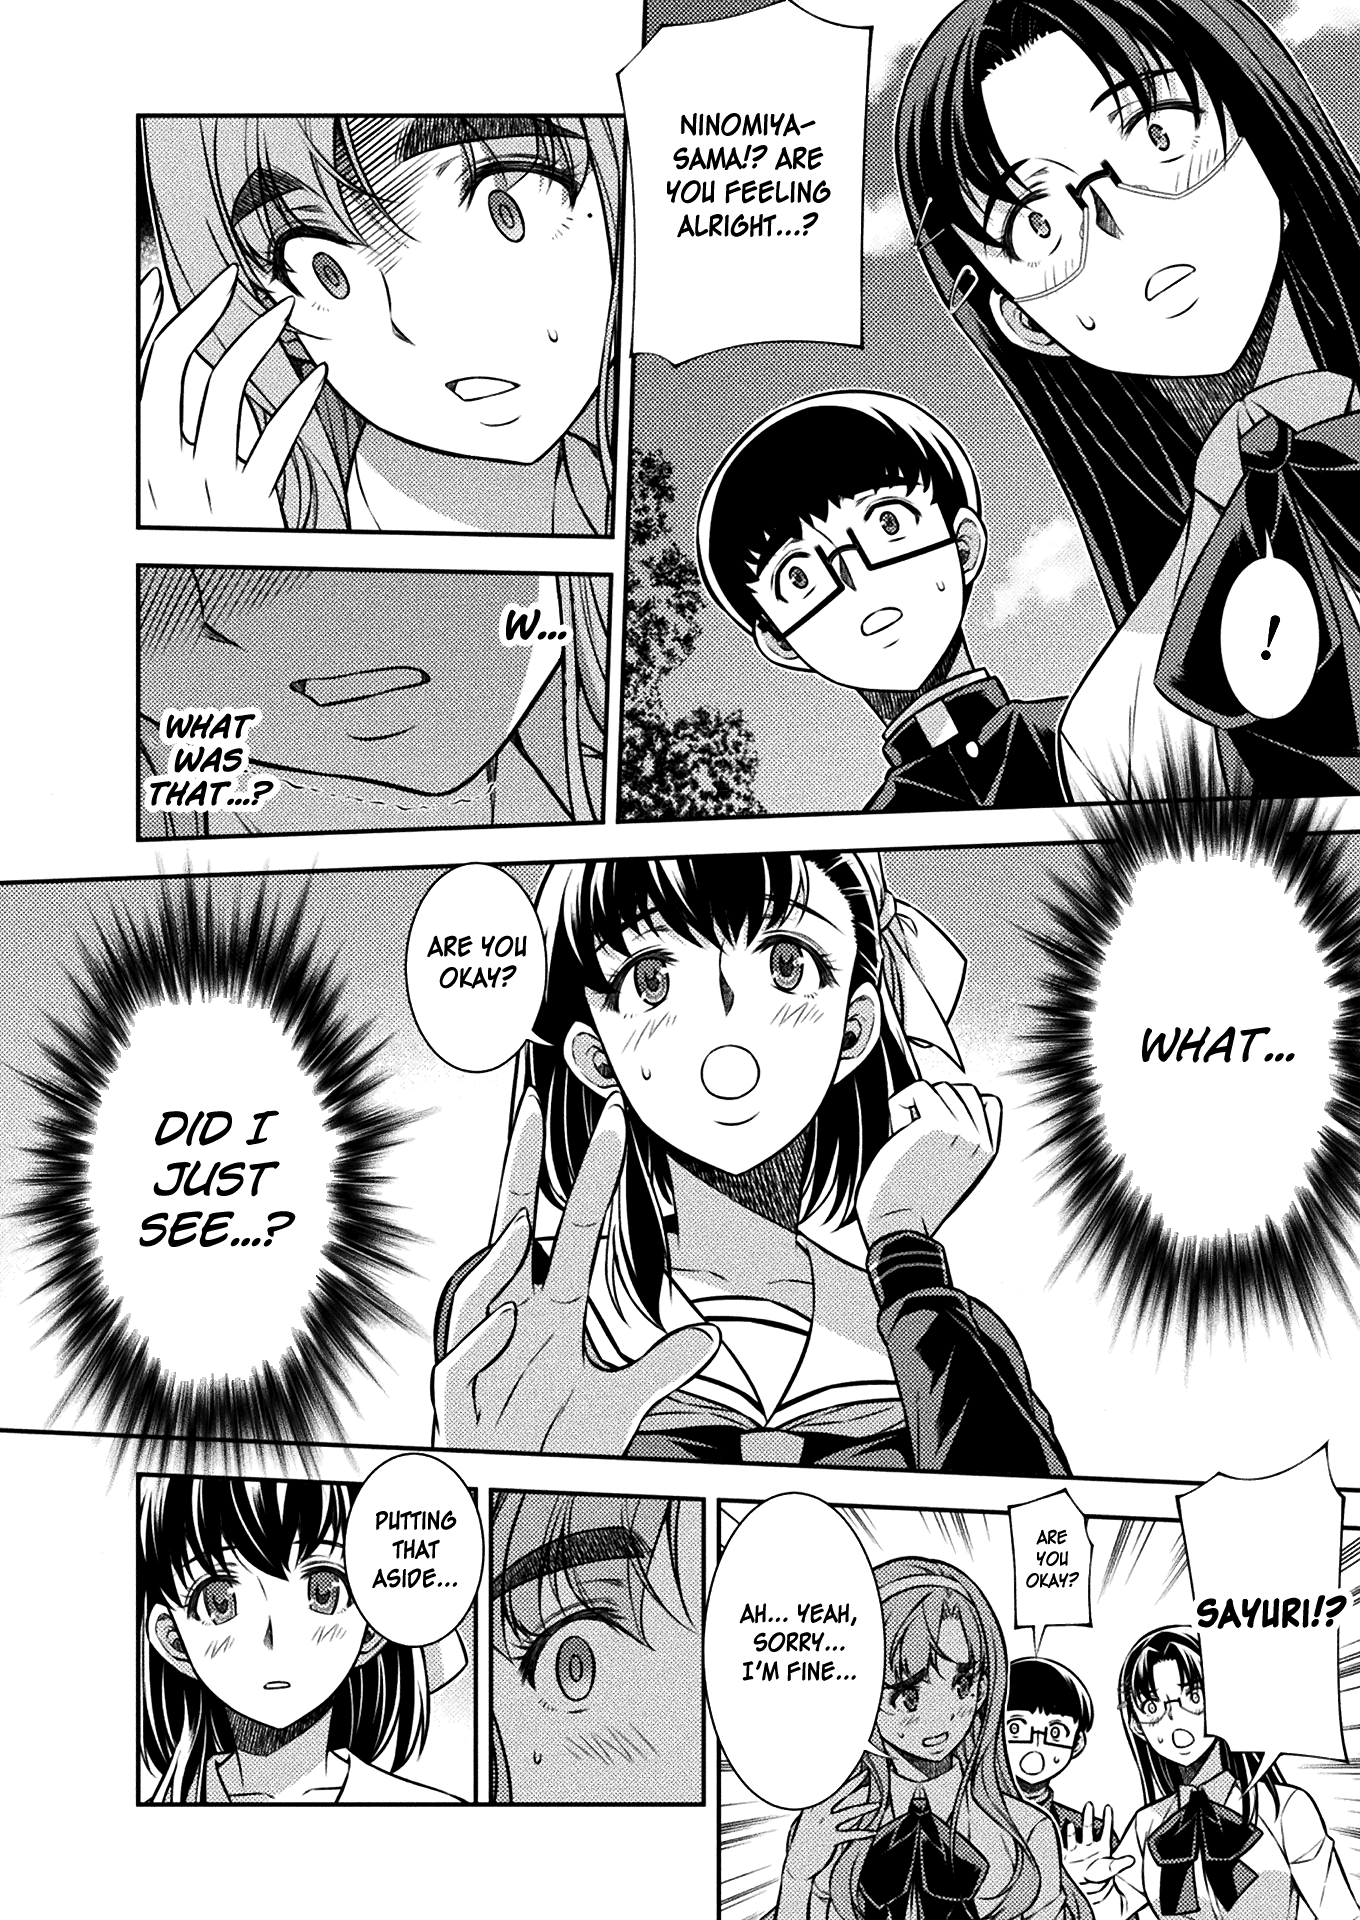 NINOMIYA-
SAMA!? ARE
YOU FEELING
ALRIGHT...?
!
W...
WHAT
WAS
THAT...?
WHAT...
ARE YOU
OKAY?
DID I
JUST
SEE...?
SAYURI!?
ARE
YOU
OKAY?
AH... YEAH,
SORRY...
I'M FINE...
PUTTING
THAT
ASIDE...